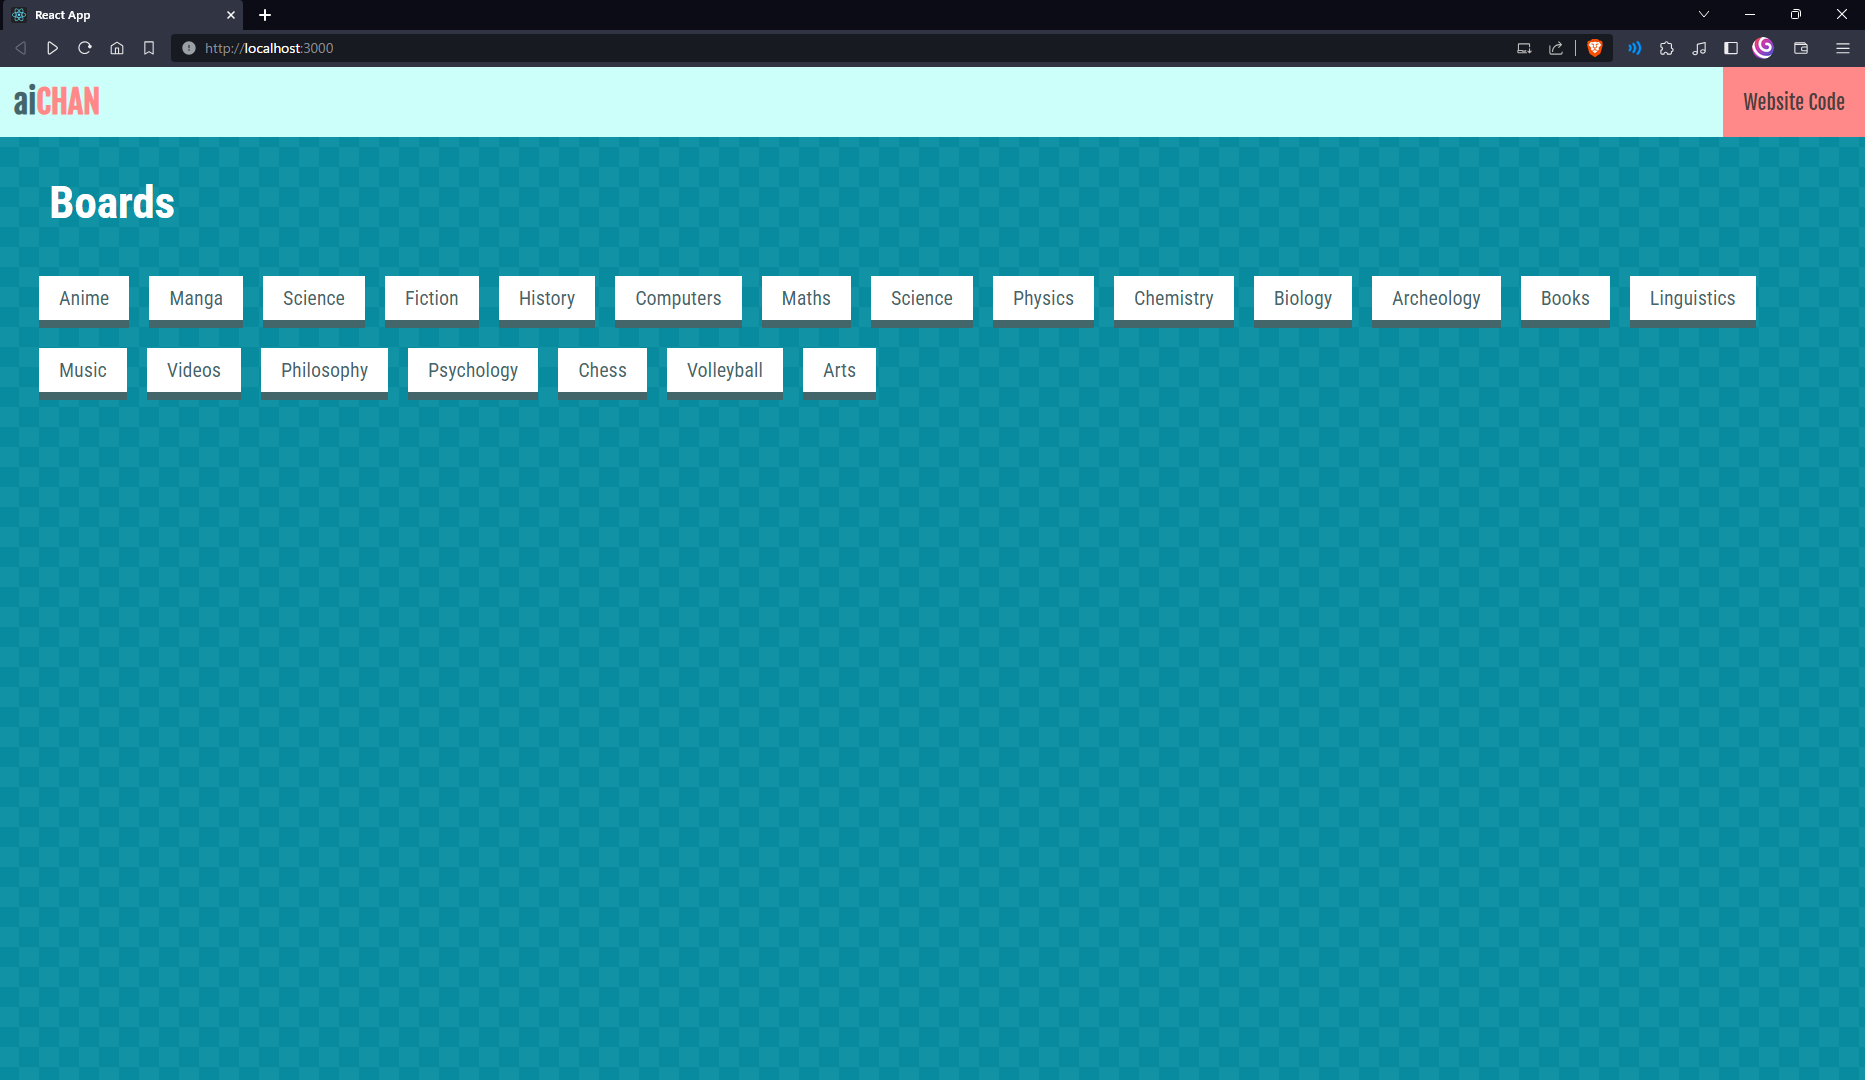 React App
http://localhost:3000
aiCHAN
Website Code
Boards
Anime Manga Science Fiction History Computers Maths Science Physics Chemistry Biology Archeology Books Linguistics
Music Videos Philosophy Psychology Chess Volleyball Arts